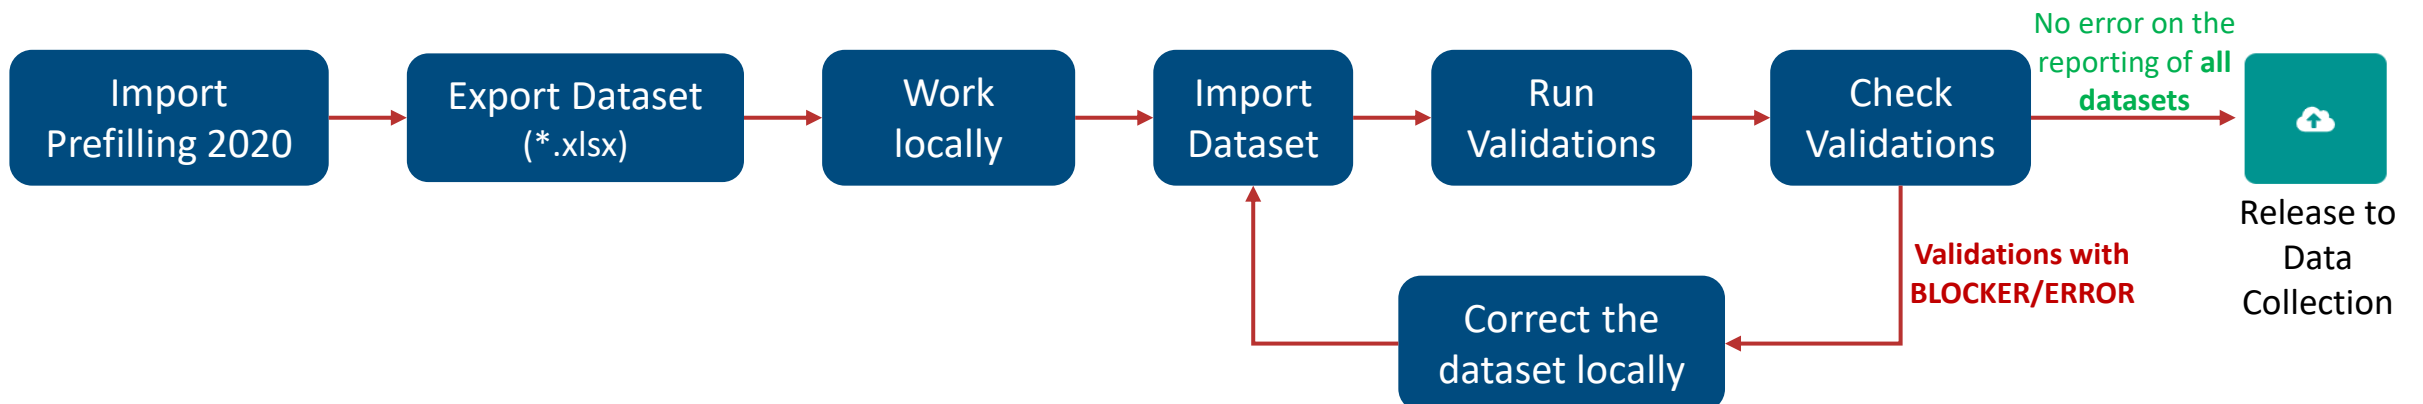 Import
Prefilling 2020
Export Dataset
(*.xlsx)
Work
locally
Import
Dataset
Run
Validations
Check
Validations
No error on the
reporting of all
datasets
Release to
Data
Collection
Validations with
BLOCKER/ERROR
Correct the
dataset locally